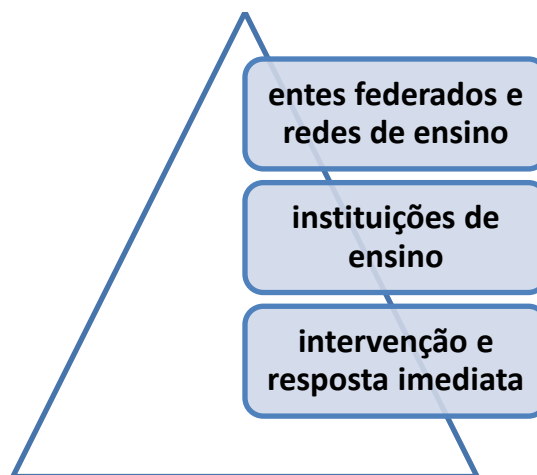 entes federados e
redes de ensino
instituições de
ensino
intervenção e
resposta imediata